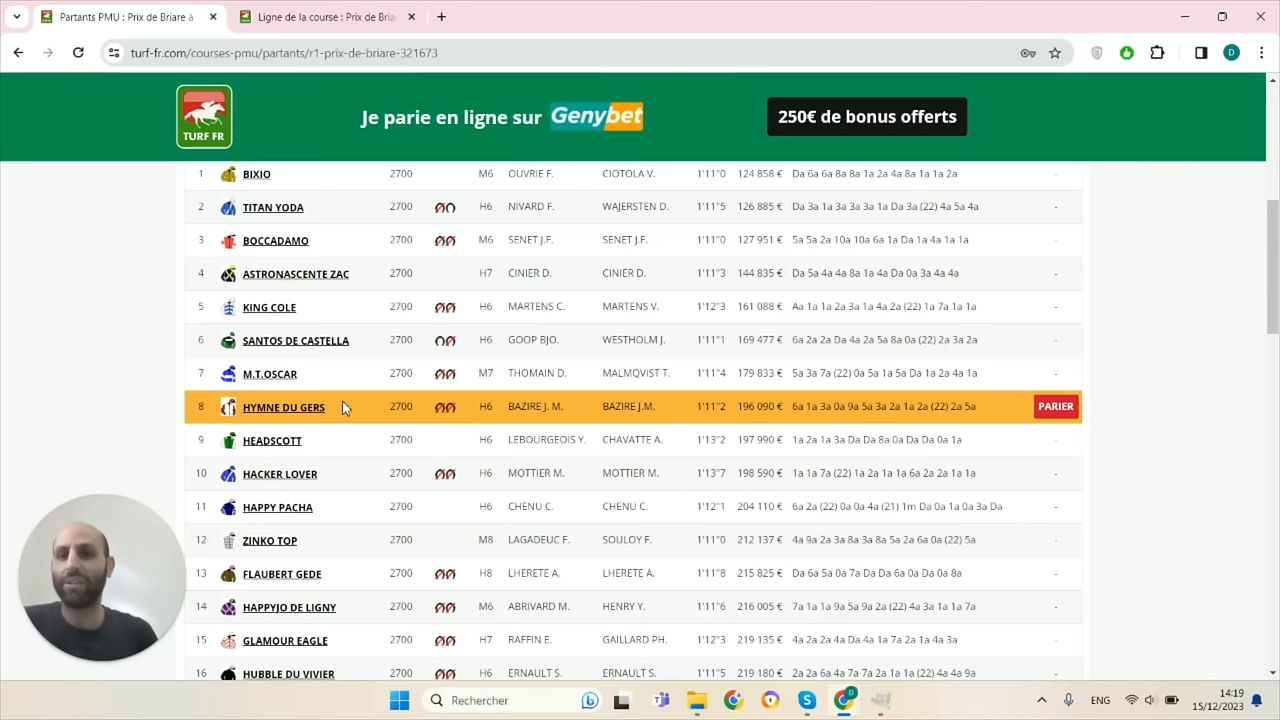 Partants PMU : Prix de Briare à
Ligne de la course : Prix de Bria
turf-fr.com/courses-pmu/partants/r1-prix-de-briare-321673
D
TURF FR
Je parie en ligne sur Genybet
250€ de bonus offerts
1 BIXIO 2700 M6 OUVRIE F. CIOTOLA V. 1'11"0 124 858 € Da 6a 6a 8a 8a 1a 2a 4a 8a 1a 1a 2a -
2 TITAN YODA 2700 H6 NIVARD F. WAJERSTEN D. 1'11"5 126 885 € Da 3a 1a 3a 3a 3a 1a Da 3a (22) 4a 5a 4a -
3 BOCCADAMO 2700 M6 SENET J.F. SENET J.F. 1'11"0 127 951 € 5a 5a 2a 10a 10a 6a 1a Da 1a 4a 1a 1a -
4 ASTRONASCENTE ZAC 2700 H7 CINIER D. CINIER D. 1'11"3 144 835 € Da 5a 4a 4a 8a 1a 4a Da 0a 3a 4a 4a -
5 KING COLE 2700 H6 MARTENS C. MARTENS V. 1'12"3 161 088 € Aa 1a 1a 2a 3a 1a 4a 2a (22) 1a 7a 1a 1a -
6 SANTOS DE CASTELLA 2700 H6 GOOP BJO. WESTHOLM J. 1'11"1 169 477 € 6a 2a 2a Da 4a 2a 5a 8a 0a (22) 2a 3a 2a -
7 M.T.OSCAR 2700 M7 THOMAIN D. MALMQVIST T. 1'11"4 179 833 € 5a 3a 7a (22) 0a 5a 1a 5a Da 1a 2a 4a 1a -
8 HYMNE DU GERS 2700 H6 BAZIRE J. M. BAZIRE J.M. 1'11"2 196 090 € 6a 1a 3a 0a 9a 5a 3a 2a 1a 2a (22) 2a 5a PARIER
9 HEADSCOTT 2700 H6 LEBOURGEOIS Y. CHAVATTE A. 1'13"2 197 990 € 1a 2a 1a 3a Da Da 8a 0a Da Da 0a 1a -
10 HACKER LOVER 2700 H6 MOTTIER M. MOTTIER M. 1'13"7 198 590 € 1a 1a 7a (22) 1a 2a 1a 1a 6a 2a 2a 1a 1a -
11 HAPPY PACHA 2700 H6 CHENU C. CHENU C. 1'12"1 204 110 € 6a 2a (22) 0a 0a 4a (21) 1m Da 0a 1a 0a 3a Da -
12 ZINKO TOP 2700 M8 LAGADEUC F. SOULOY F. 1'11"0 212 137 € 4a 9a 2a 3a 8a 3a 8a 5a 2a 6a 0a (22) 5a -
13 FLAUBERT GEDE 2700 H8 LHERETE A. LHERETE A. 1'11"8 215 825 € Da 6a 5a 0a 7a Da Da 6a 0a Da 0a 8a -
14 HAPPYJO DE LIGNY 2700 M6 ABRIVARD M. HENRY Y. 1'11"6 216 005 € 7a 1a 1a 9a 5a 9a 2a (22) 4a 3a 1a 1a 7a -
15 GLAMOUR EAGLE 2700 H7 RAFFIN E. GAILLARD PH. 1'12"3 219 135 € 4a 2a 2a 4a Da 4a 1a 7a 2a 1a 4a 3a -
16 HUBBLE DU VIVIER 2700 H6 ERNAULT S. ERNAULT S. 1'11"5 219 180 € 2a 2a 6a 4a 7a 7a 2a 1a 1a (22) 4a 4a 9a -
Rechercher
ENG
14:19
15/12/2023